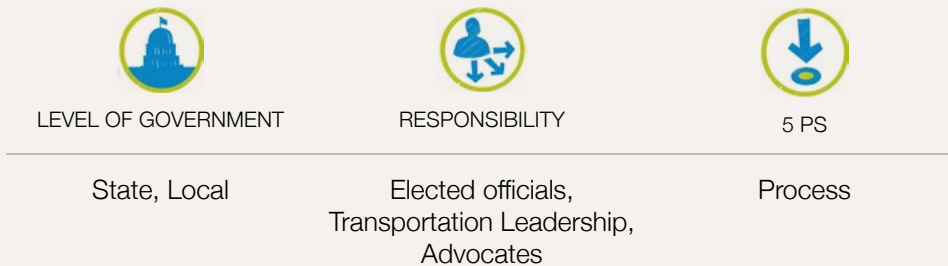 LEVEL OF GOVERNMENT
RESPONSIBILITY
5 PS
State, Local
Elected officials,
Transportation Leadership,
Advocates
Process